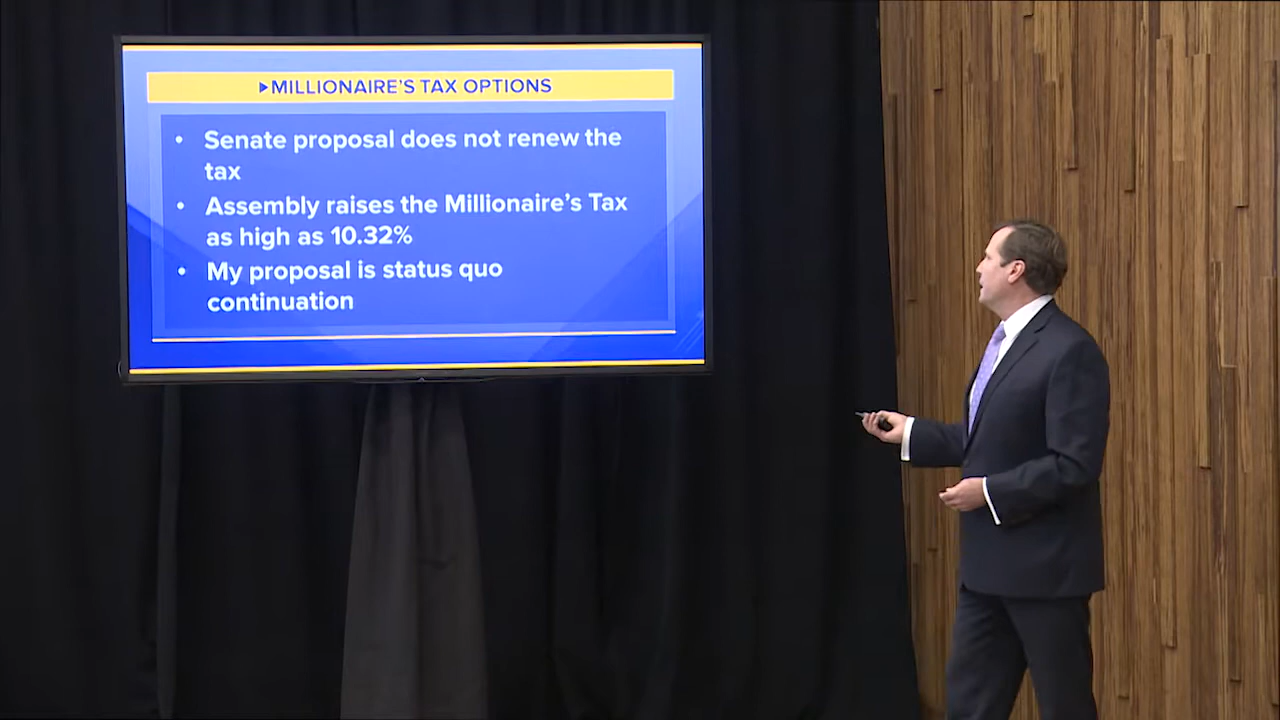 ▸MILLIONAIRE'S TAX OPTIONS
• Senate proposal does not renew the
tax
• Assembly raises the Millionaire's Tax
as high as 10.32%
• My proposal is status quo
continuation